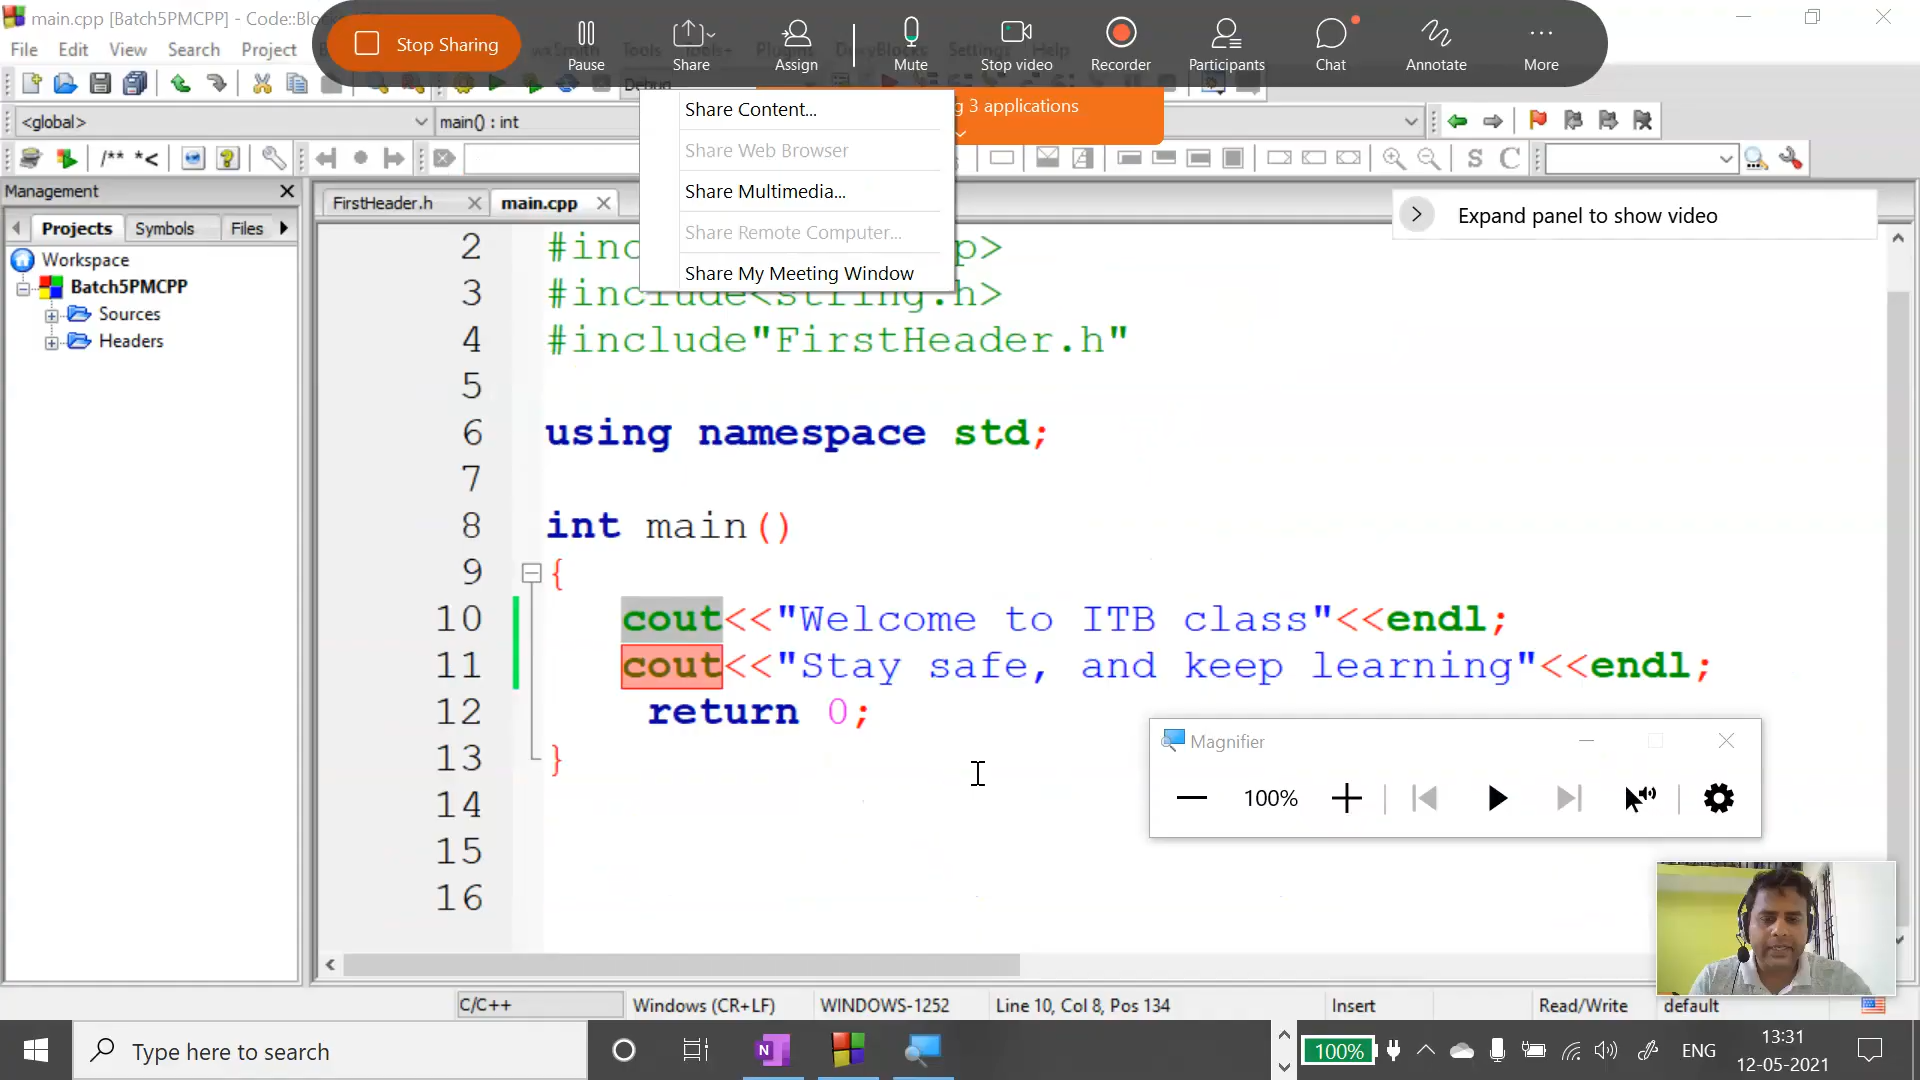 main.cpp [Batch5PMCPP] - Code::Blo
File Edit View Search Project
wxSmith Tools Tools+ Plugins DoxyBlocks Settings Help
Stop Sharing
Pause
Share
Assign
Mute
Stop video
Recorder
Participants
Chat
Annotate
More
Debug
g 3 applications
<global>
main() : int
/** *<
S C
Share Content...
Share Web Browser
Share Multimedia...
Share Remote Computer...
Share My Meeting Window
Management
Projects Symbols Files
Workspace
Batch5PMCPP
Sources
Headers
FirstHeader.h
main.cpp
Expand panel to show video
2 #inc p>
3 #include<string.h>
4 #include"FirstHeader.h"
5
6 using namespace std;
7
8 int main()
9 {
10 cout<<"Welcome to ITB class"<<endl;
11 cout<<"Stay safe, and keep learning"<<endl;
12 return 0;
13 }
14
15
16
Magnifier
100%
C/C++ Windows (CR+LF) WINDOWS-1252 Line 10, Col 8, Pos 134 Insert Read/Write default
Type here to search
N
100%
ENG
13:31
12-05-2021